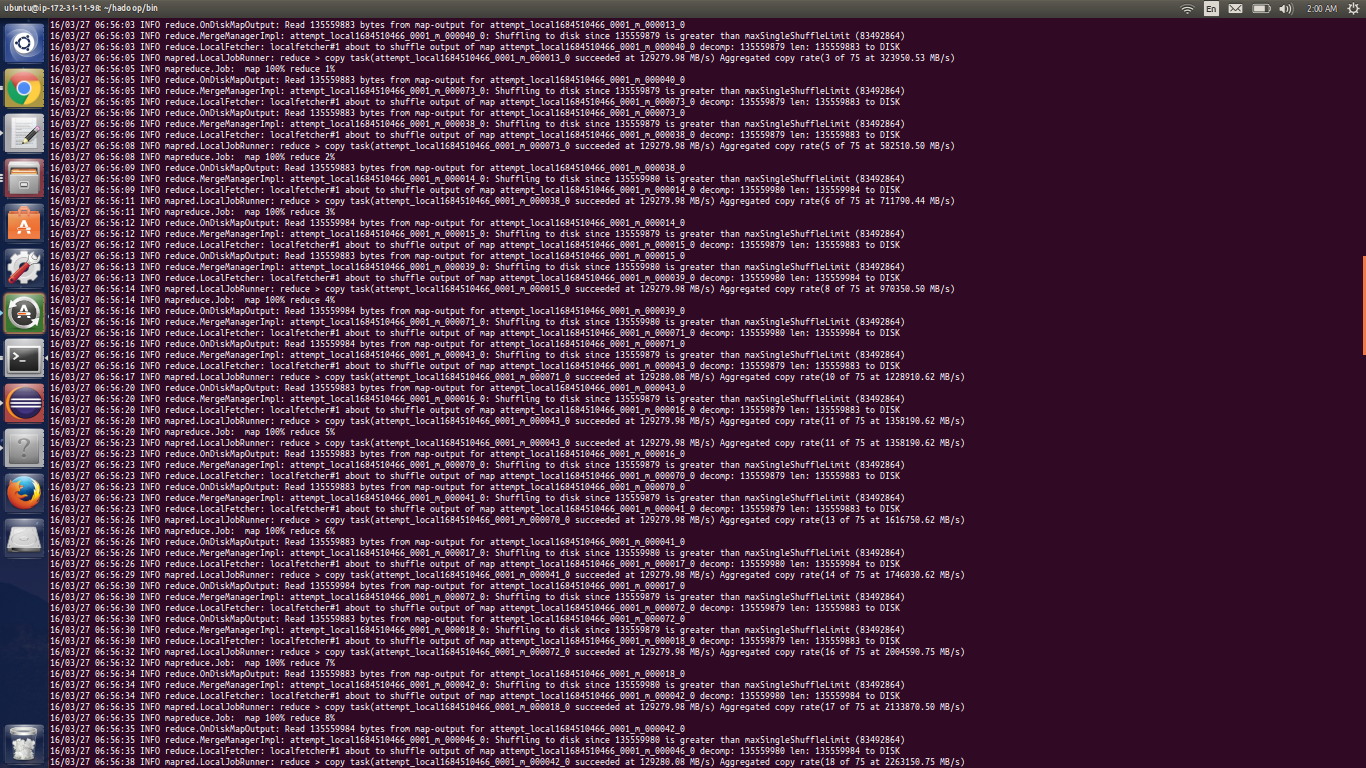 ubuntu@ip-172-31-11-98: ~/hadoop/bin
En
2:00 AM
16/03/27 06:56:03 INFO reduce.OnDiskMapOutput: Read 135559883 bytes from map-output for attempt_local1684510466_0001_m_000013_0
16/03/27 06:56:03 INFO reduce.MergeManagerImpl: attempt_local1684510466_0001_m_000040_0: Shuffling to disk since 135559879 is greater than maxSingleShuffleLimit (83492864)
16/03/27 06:56:03 INFO reduce.LocalFetcher: localfetcher#1 about to shuffle output of map attempt_local1684510466_0001_m_000040_0 decomp: 135559879 len: 135559883 to DISK
16/03/27 06:56:05 INFO mapred.LocalJobRunner: reduce > copy task(attempt_local1684510466_0001_m_000013_0 succeeded at 129279.98 MB/s) Aggregated copy rate(3 of 75 at 323950.53 MB/s)
16/03/27 06:56:05 INFO mapreduce.Job:  map 100% reduce 1%
16/03/27 06:56:05 INFO reduce.OnDiskMapOutput: Read 135559883 bytes from map-output for attempt_local1684510466_0001_m_000040_0
16/03/27 06:56:05 INFO reduce.MergeManagerImpl: attempt_local1684510466_0001_m_000073_0: Shuffling to disk since 135559879 is greater than maxSingleShuffleLimit (83492864)
16/03/27 06:56:05 INFO reduce.LocalFetcher: localfetcher#1 about to shuffle output of map attempt_local1684510466_0001_m_000073_0 decomp: 135559879 len: 135559883 to DISK
16/03/27 06:56:06 INFO reduce.OnDiskMapOutput: Read 135559883 bytes from map-output for attempt_local1684510466_0001_m_000073_0
16/03/27 06:56:06 INFO reduce.MergeManagerImpl: attempt_local1684510466_0001_m_000038_0: Shuffling to disk since 135559879 is greater than maxSingleShuffleLimit (83492864)
16/03/27 06:56:06 INFO reduce.LocalFetcher: localfetcher#1 about to shuffle output of map attempt_local1684510466_0001_m_000038_0 decomp: 135559879 len: 135559883 to DISK
16/03/27 06:56:08 INFO mapred.LocalJobRunner: reduce > copy task(attempt_local1684510466_0001_m_000073_0 succeeded at 129279.98 MB/s) Aggregated copy rate(5 of 75 at 582510.50 MB/s)
16/03/27 06:56:08 INFO mapreduce.Job:  map 100% reduce 2%
16/03/27 06:56:09 INFO reduce.OnDiskMapOutput: Read 135559883 bytes from map-output for attempt_local1684510466_0001_m_000038_0
16/03/27 06:56:09 INFO reduce.MergeManagerImpl: attempt_local1684510466_0001_m_000014_0: Shuffling to disk since 135559980 is greater than maxSingleShuffleLimit (83492864)
16/03/27 06:56:09 INFO reduce.LocalFetcher: localfetcher#1 about to shuffle output of map attempt_local1684510466_0001_m_000014_0 decomp: 135559980 len: 135559984 to DISK
16/03/27 06:56:11 INFO mapred.LocalJobRunner: reduce > copy task(attempt_local1684510466_0001_m_000038_0 succeeded at 129279.98 MB/s) Aggregated copy rate(6 of 75 at 711790.44 MB/s)
16/03/27 06:56:11 INFO mapreduce.Job:  map 100% reduce 3%
16/03/27 06:56:12 INFO reduce.OnDiskMapOutput: Read 135559984 bytes from map-output for attempt_local1684510466_0001_m_000014_0
16/03/27 06:56:12 INFO reduce.MergeManagerImpl: attempt_local1684510466_0001_m_000015_0: Shuffling to disk since 135559879 is greater than maxSingleShuffleLimit (83492864)
16/03/27 06:56:12 INFO reduce.LocalFetcher: localfetcher#1 about to shuffle output of map attempt_local1684510466_0001_m_000015_0 decomp: 135559879 len: 135559883 to DISK
16/03/27 06:56:13 INFO reduce.OnDiskMapOutput: Read 135559883 bytes from map-output for attempt_local1684510466_0001_m_000015_0
16/03/27 06:56:13 INFO reduce.MergeManagerImpl: attempt_local1684510466_0001_m_000039_0: Shuffling to disk since 135559980 is greater than maxSingleShuffleLimit (83492864)
16/03/27 06:56:13 INFO reduce.LocalFetcher: localfetcher#1 about to shuffle output of map attempt_local1684510466_0001_m_000039_0 decomp: 135559980 len: 135559984 to DISK
16/03/27 06:56:14 INFO mapred.LocalJobRunner: reduce > copy task(attempt_local1684510466_0001_m_000015_0 succeeded at 129279.98 MB/s) Aggregated copy rate(8 of 75 at 970350.50 MB/s)
16/03/27 06:56:14 INFO mapreduce.Job:  map 100% reduce 4%
16/03/27 06:56:16 INFO reduce.OnDiskMapOutput: Read 135559984 bytes from map-output for attempt_local1684510466_0001_m_000039_0
16/03/27 06:56:16 INFO reduce.MergeManagerImpl: attempt_local1684510466_0001_m_000071_0: Shuffling to disk since 135559980 is greater than maxSingleShuffleLimit (83492864)
16/03/27 06:56:16 INFO reduce.LocalFetcher: localfetcher#1 about to shuffle output of map attempt_local1684510466_0001_m_000071_0 decomp: 135559980 len: 135559984 to DISK
16/03/27 06:56:16 INFO reduce.OnDiskMapOutput: Read 135559984 bytes from map-output for attempt_local1684510466_0001_m_000071_0
16/03/27 06:56:16 INFO reduce.MergeManagerImpl: attempt_local1684510466_0001_m_000043_0: Shuffling to disk since 135559879 is greater than maxSingleShuffleLimit (83492864)
16/03/27 06:56:16 INFO reduce.LocalFetcher: localfetcher#1 about to shuffle output of map attempt_local1684510466_0001_m_000043_0 decomp: 135559879 len: 135559883 to DISK
16/03/27 06:56:17 INFO mapred.LocalJobRunner: reduce > copy task(attempt_local1684510466_0001_m_000071_0 succeeded at 129280.08 MB/s) Aggregated copy rate(10 of 75 at 1228910.62 MB/s)
16/03/27 06:56:20 INFO reduce.OnDiskMapOutput: Read 135559883 bytes from map-output for attempt_local1684510466_0001_m_000043_0
16/03/27 06:56:20 INFO reduce.MergeManagerImpl: attempt_local1684510466_0001_m_000016_0: Shuffling to disk since 135559879 is greater than maxSingleShuffleLimit (83492864)
16/03/27 06:56:20 INFO reduce.LocalFetcher: localfetcher#1 about to shuffle output of map attempt_local1684510466_0001_m_000016_0 decomp: 135559879 len: 135559883 to DISK
16/03/27 06:56:20 INFO mapred.LocalJobRunner: reduce > copy task(attempt_local1684510466_0001_m_000043_0 succeeded at 129279.98 MB/s) Aggregated copy rate(11 of 75 at 1358190.62 MB/s)
16/03/27 06:56:20 INFO mapreduce.Job:  map 100% reduce 5%
16/03/27 06:56:23 INFO mapred.LocalJobRunner: reduce > copy task(attempt_local1684510466_0001_m_000043_0 succeeded at 129279.98 MB/s) Aggregated copy rate(11 of 75 at 1358190.62 MB/s)
16/03/27 06:56:23 INFO reduce.OnDiskMapOutput: Read 135559883 bytes from map-output for attempt_local1684510466_0001_m_000016_0
16/03/27 06:56:23 INFO reduce.MergeManagerImpl: attempt_local1684510466_0001_m_000070_0: Shuffling to disk since 135559879 is greater than maxSingleShuffleLimit (83492864)
16/03/27 06:56:23 INFO reduce.LocalFetcher: localfetcher#1 about to shuffle output of map attempt_local1684510466_0001_m_000070_0 decomp: 135559879 len: 135559883 to DISK
16/03/27 06:56:23 INFO reduce.OnDiskMapOutput: Read 135559883 bytes from map-output for attempt_local1684510466_0001_m_000070_0
16/03/27 06:56:23 INFO reduce.MergeManagerImpl: attempt_local1684510466_0001_m_000041_0: Shuffling to disk since 135559879 is greater than maxSingleShuffleLimit (83492864)
16/03/27 06:56:23 INFO reduce.LocalFetcher: localfetcher#1 about to shuffle output of map attempt_local1684510466_0001_m_000041_0 decomp: 135559879 len: 135559883 to DISK
16/03/27 06:56:26 INFO mapred.LocalJobRunner: reduce > copy task(attempt_local1684510466_0001_m_000070_0 succeeded at 129279.98 MB/s) Aggregated copy rate(13 of 75 at 1616750.62 MB/s)
16/03/27 06:56:26 INFO mapreduce.Job:  map 100% reduce 6%
16/03/27 06:56:26 INFO reduce.OnDiskMapOutput: Read 135559883 bytes from map-output for attempt_local1684510466_0001_m_000041_0
16/03/27 06:56:26 INFO reduce.MergeManagerImpl: attempt_local1684510466_0001_m_000017_0: Shuffling to disk since 135559980 is greater than maxSingleShuffleLimit (83492864)
16/03/27 06:56:26 INFO reduce.LocalFetcher: localfetcher#1 about to shuffle output of map attempt_local1684510466_0001_m_000017_0 decomp: 135559980 len: 135559984 to DISK
16/03/27 06:56:29 INFO mapred.LocalJobRunner: reduce > copy task(attempt_local1684510466_0001_m_000041_0 succeeded at 129279.98 MB/s) Aggregated copy rate(14 of 75 at 1746030.62 MB/s)
16/03/27 06:56:30 INFO reduce.OnDiskMapOutput: Read 135559984 bytes from map-output for attempt_local1684510466_0001_m_000017_0
16/03/27 06:56:30 INFO reduce.MergeManagerImpl: attempt_local1684510466_0001_m_000072_0: Shuffling to disk since 135559879 is greater than maxSingleShuffleLimit (83492864)
16/03/27 06:56:30 INFO reduce.LocalFetcher: localfetcher#1 about to shuffle output of map attempt_local1684510466_0001_m_000072_0 decomp: 135559879 len: 135559883 to DISK
16/03/27 06:56:30 INFO reduce.OnDiskMapOutput: Read 135559883 bytes from map-output for attempt_local1684510466_0001_m_000072_0
16/03/27 06:56:30 INFO reduce.MergeManagerImpl: attempt_local1684510466_0001_m_000018_0: Shuffling to disk since 135559879 is greater than maxSingleShuffleLimit (83492864)
16/03/27 06:56:30 INFO reduce.LocalFetcher: localfetcher#1 about to shuffle output of map attempt_local1684510466_0001_m_000018_0 decomp: 135559879 len: 135559883 to DISK
16/03/27 06:56:32 INFO mapred.LocalJobRunner: reduce > copy task(attempt_local1684510466_0001_m_000072_0 succeeded at 129279.98 MB/s) Aggregated copy rate(16 of 75 at 2004590.75 MB/s)
16/03/27 06:56:32 INFO mapreduce.Job:  map 100% reduce 7%
16/03/27 06:56:34 INFO reduce.OnDiskMapOutput: Read 135559883 bytes from map-output for attempt_local1684510466_0001_m_000018_0
16/03/27 06:56:34 INFO reduce.MergeManagerImpl: attempt_local1684510466_0001_m_000042_0: Shuffling to disk since 135559980 is greater than maxSingleShuffleLimit (83492864)
16/03/27 06:56:34 INFO reduce.LocalFetcher: localfetcher#1 about to shuffle output of map attempt_local1684510466_0001_m_000042_0 decomp: 135559980 len: 135559984 to DISK
16/03/27 06:56:35 INFO mapred.LocalJobRunner: reduce > copy task(attempt_local1684510466_0001_m_000018_0 succeeded at 129279.98 MB/s) Aggregated copy rate(17 of 75 at 2133870.50 MB/s)
16/03/27 06:56:35 INFO mapreduce.Job:  map 100% reduce 8%
16/03/27 06:56:35 INFO reduce.OnDiskMapOutput: Read 135559984 bytes from map-output for attempt_local1684510466_0001_m_000042_0
16/03/27 06:56:35 INFO reduce.MergeManagerImpl: attempt_local1684510466_0001_m_000046_0: Shuffling to disk since 135559980 is greater than maxSingleShuffleLimit (83492864)
16/03/27 06:56:35 INFO reduce.LocalFetcher: localfetcher#1 about to shuffle output of map attempt_local1684510466_0001_m_000046_0 decomp: 135559980 len: 135559984 to DISK
16/03/27 06:56:38 INFO mapred.LocalJobRunner: reduce > copy task(attempt_local1684510466_0001_m_000042_0 succeeded at 129280.08 MB/s) Aggregated copy rate(18 of 75 at 2263150.75 MB/s)